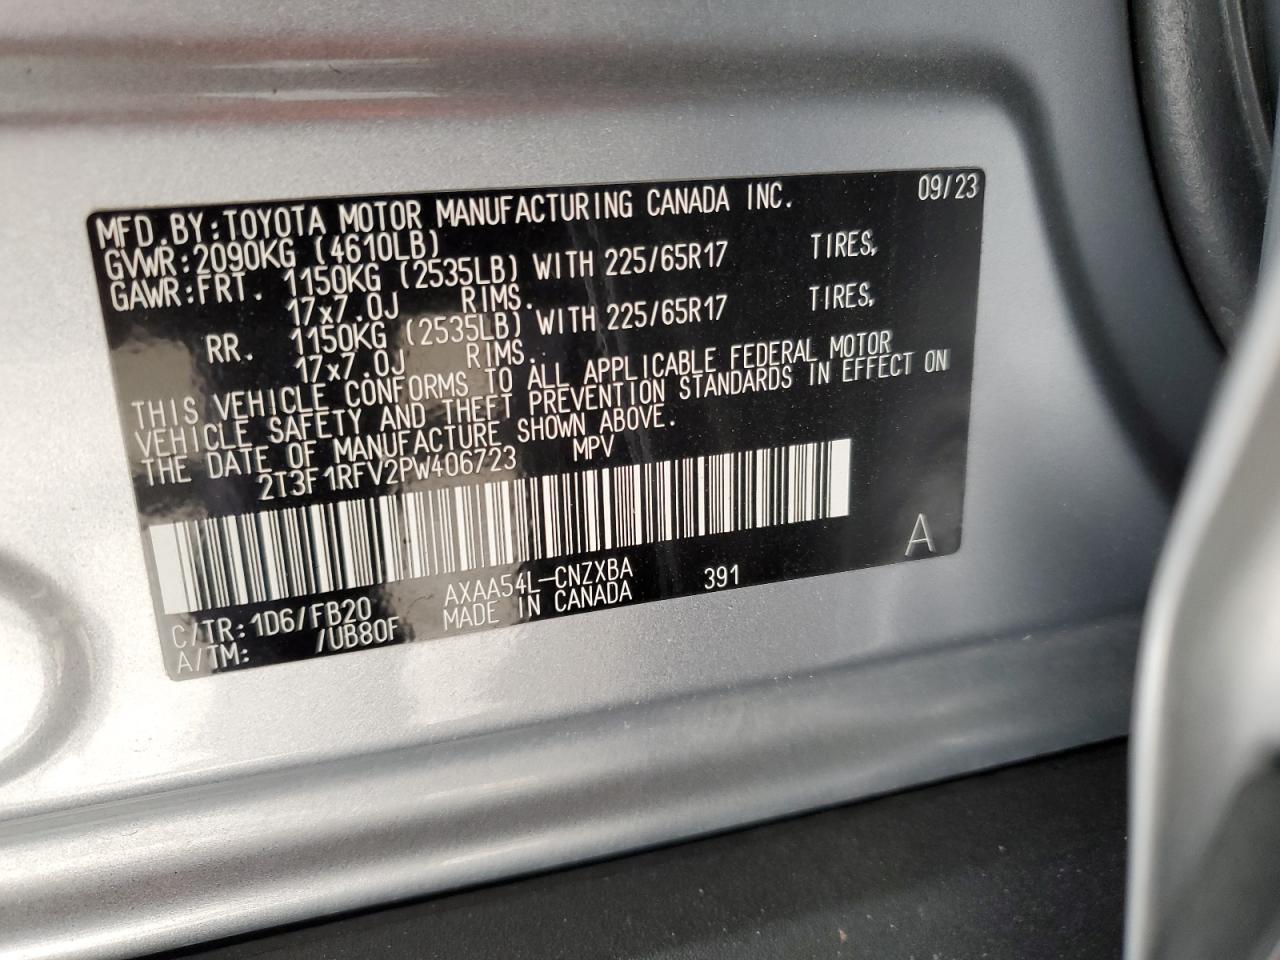 MFD.BY:TOYOTA MOTOR MANUFACTURING CANADA INC. 09/23
GVWR:2090KG (4610LB)
GAWR:FRT. 1150KG (2535LB) WITH 225/65R17 TIRES,
17x7.0J RIMS.
RR. 1150KG (2535LB) WITH 225/65R17 TIRES,
17x7.0J RIMS.
THIS VEHICLE CONFORMS TO ALL APPLICABLE FEDERAL MOTOR
VEHICLE SAFETY AND THEFT PREVENTION STANDARDS IN EFFECT ON
THE DATE OF MANUFACTURE SHOWN ABOVE.
2T3F1RFV2PW406723 MPV
C/TR:1D6/FB20 AXAA54L-CNZXBA 391 A
A/TM: /UB80F MADE IN CANADA